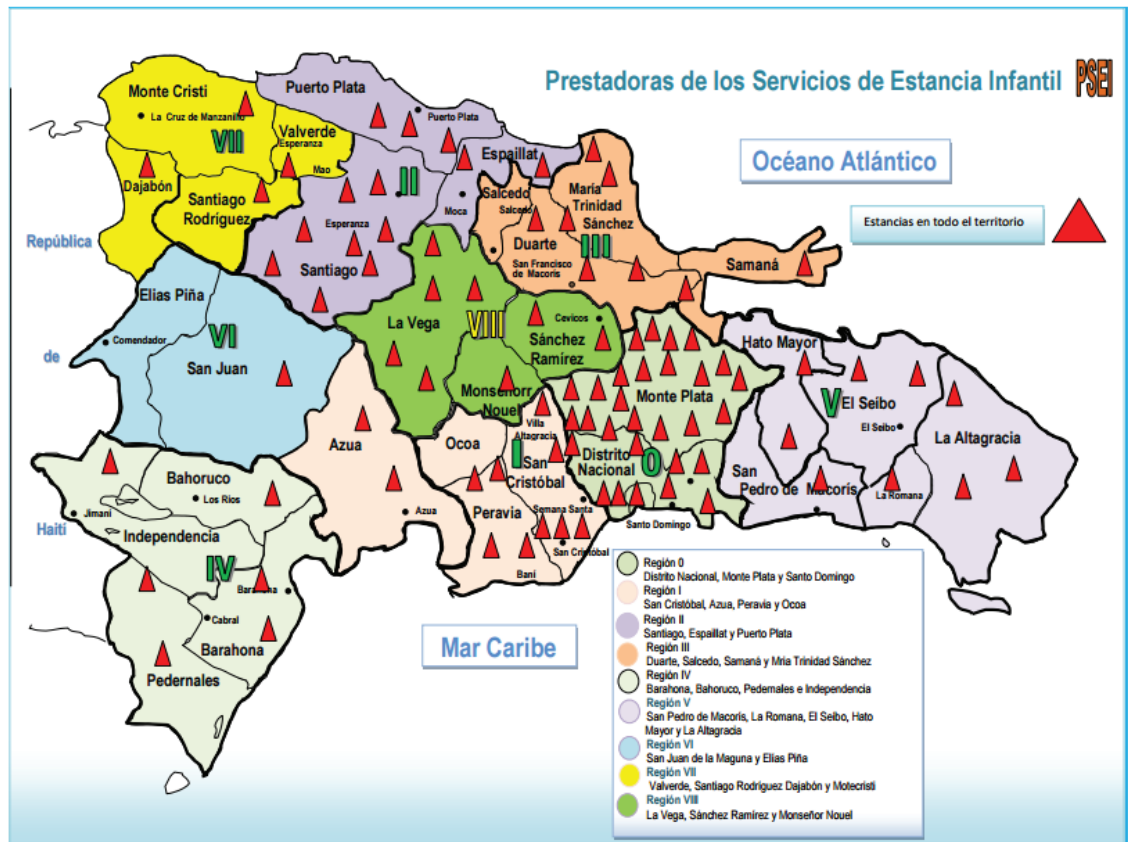 Prestadoras de los Servicios de Estancia Infantil PSEI
Océano Atlántico
Estancias en todo el territorio
Monte Cristi
La Cruz de Manzanillo
VII
Valverde
Esperanza
Mao
Dajabón
Santiago
Rodríguez
Puerto Plata
Puerto Plata
II
Espaillat
Moca
Esperanza
Santiago
Salcedo
Salcedo
María
Trinidad
Sánchez
Duarte
III
San Francisco
de Macorís
Samaná
República
de
Haití
Elías Piña
Comendador
VI
San Juan
La Vega
VIII
Cevicos
Sánchez
Ramírez
Monseñorr
Nouel
Hato Mayor
V
El Seibo
El Seibo
La Altagracia
San
Pedro de Macorís
La Romana
Monte Plata
Distrito
Nacional
0
Santo Domingo
Azua
Azua
Ocoa
Villa
Altagracia
I
San
Cristóbal
Peravia
Semana Santa
San Cristóbal
Baní
Bahoruco
Los Ríos
Jimaní
Independencia
IV
Barahona
Cabral
Barahona
Pedernales
Mar Caribe
Región 0
Distrito Nacional, Monte Plata y Santo Domingo
Región I
San Cristóbal, Azua, Peravia y Ocoa
Región II
Santiago, Espaillat y Puerto Plata
Región III
Duarte, Salcedo, Samaná y Mria Trinidad Sánchez
Región IV
Barahona, Bahoruco, Pedernales e Independencia
Región V
San Pedro de Macorís, La Romana, El Seibo, Hato
Mayor y La Altagracia
Región VI
San Juan de la Maguna y Elías Piña
Región VII
Valverde, Santiago Rodríguez Dajabón y Motecristi
Región VIII
La Vega, Sánchez Ramírez y Monseñor Nouel